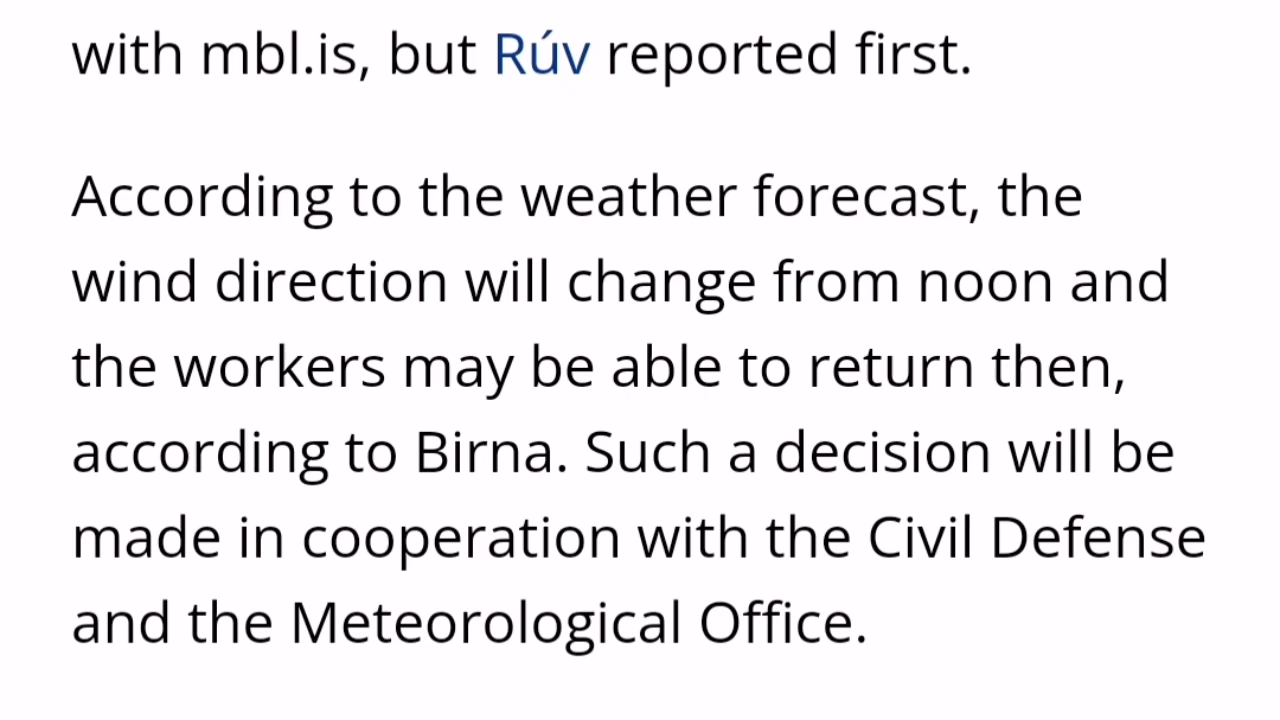 with mbl.is, but Rúv reported first.
According to the weather forecast, the
wind direction will change from noon and
the workers may be able to return then,
according to Birna. Such a decision will be
made in cooperation with the Civil Defense
and the Meteorological Office.